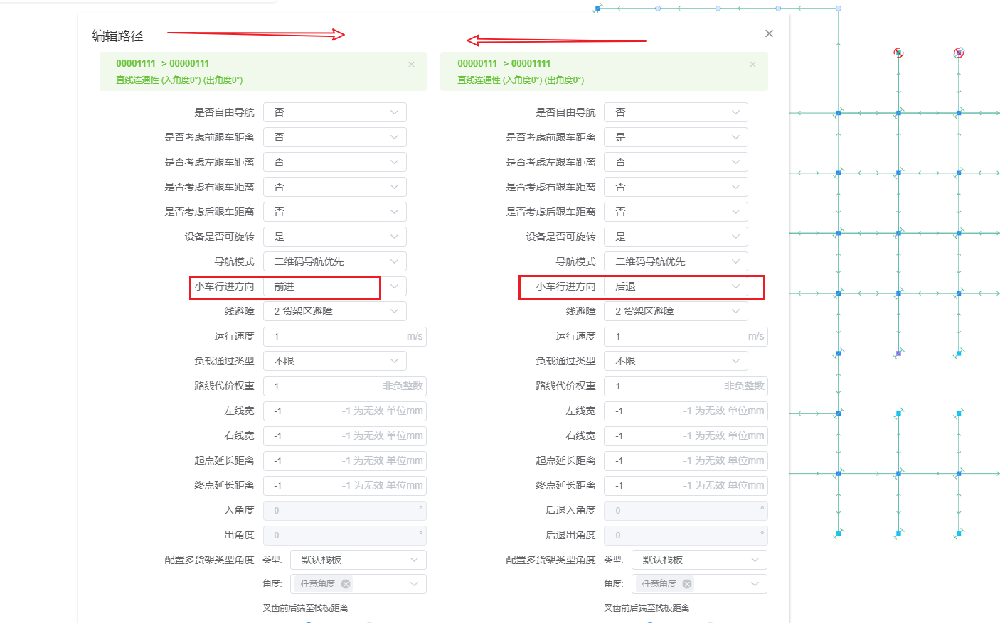 编辑路径
00001111 -> 00000111
直线连通性 (入角度0°) (出角度0°)
是否自由导航 否
是否考虑前跟车距离 否
是否考虑左跟车距离 否
是否考虑右跟车距离 否
是否考虑后跟车距离 否
设备是否可旋转 是
导航模式 二维码导航优先
小车行进方向 前进
线避障 2 货架区避障
运行速度 1 m/s
负载通过类型 不限
路线代价权重 1 非负整数
左线宽 -1 -1 为无效 单位mm
右线宽 -1 -1 为无效 单位mm
起点延长距离 -1 -1 为无效 单位mm
终点延长距离 -1 -1 为无效 单位mm
入角度 0 °
出角度 0 °
配置多货架类型角度 类型: 默认栈板
角度: 任意角度
叉齿前后端至栈板距离
00000111 -> 00001111
直线连通性 (入角度0°) (出角度0°)
是否自由导航 否
是否考虑前跟车距离 是
是否考虑左跟车距离 否
是否考虑右跟车距离 否
是否考虑后跟车距离 否
设备是否可旋转 是
导航模式 二维码导航优先
小车行进方向 后退
线避障 2 货架区避障
运行速度 1 m/s
负载通过类型 不限
路线代价权重 1 非负整数
左线宽 -1 -1 为无效 单位mm
右线宽 -1 -1 为无效 单位mm
起点延长距离 -1 -1 为无效 单位mm
终点延长距离 -1 -1 为无效 单位mm
后退入角度 0 °
后退出角度 0 °
配置多货架类型角度 类型: 默认栈板
角度: 任意角度
叉齿前后端至栈板距离